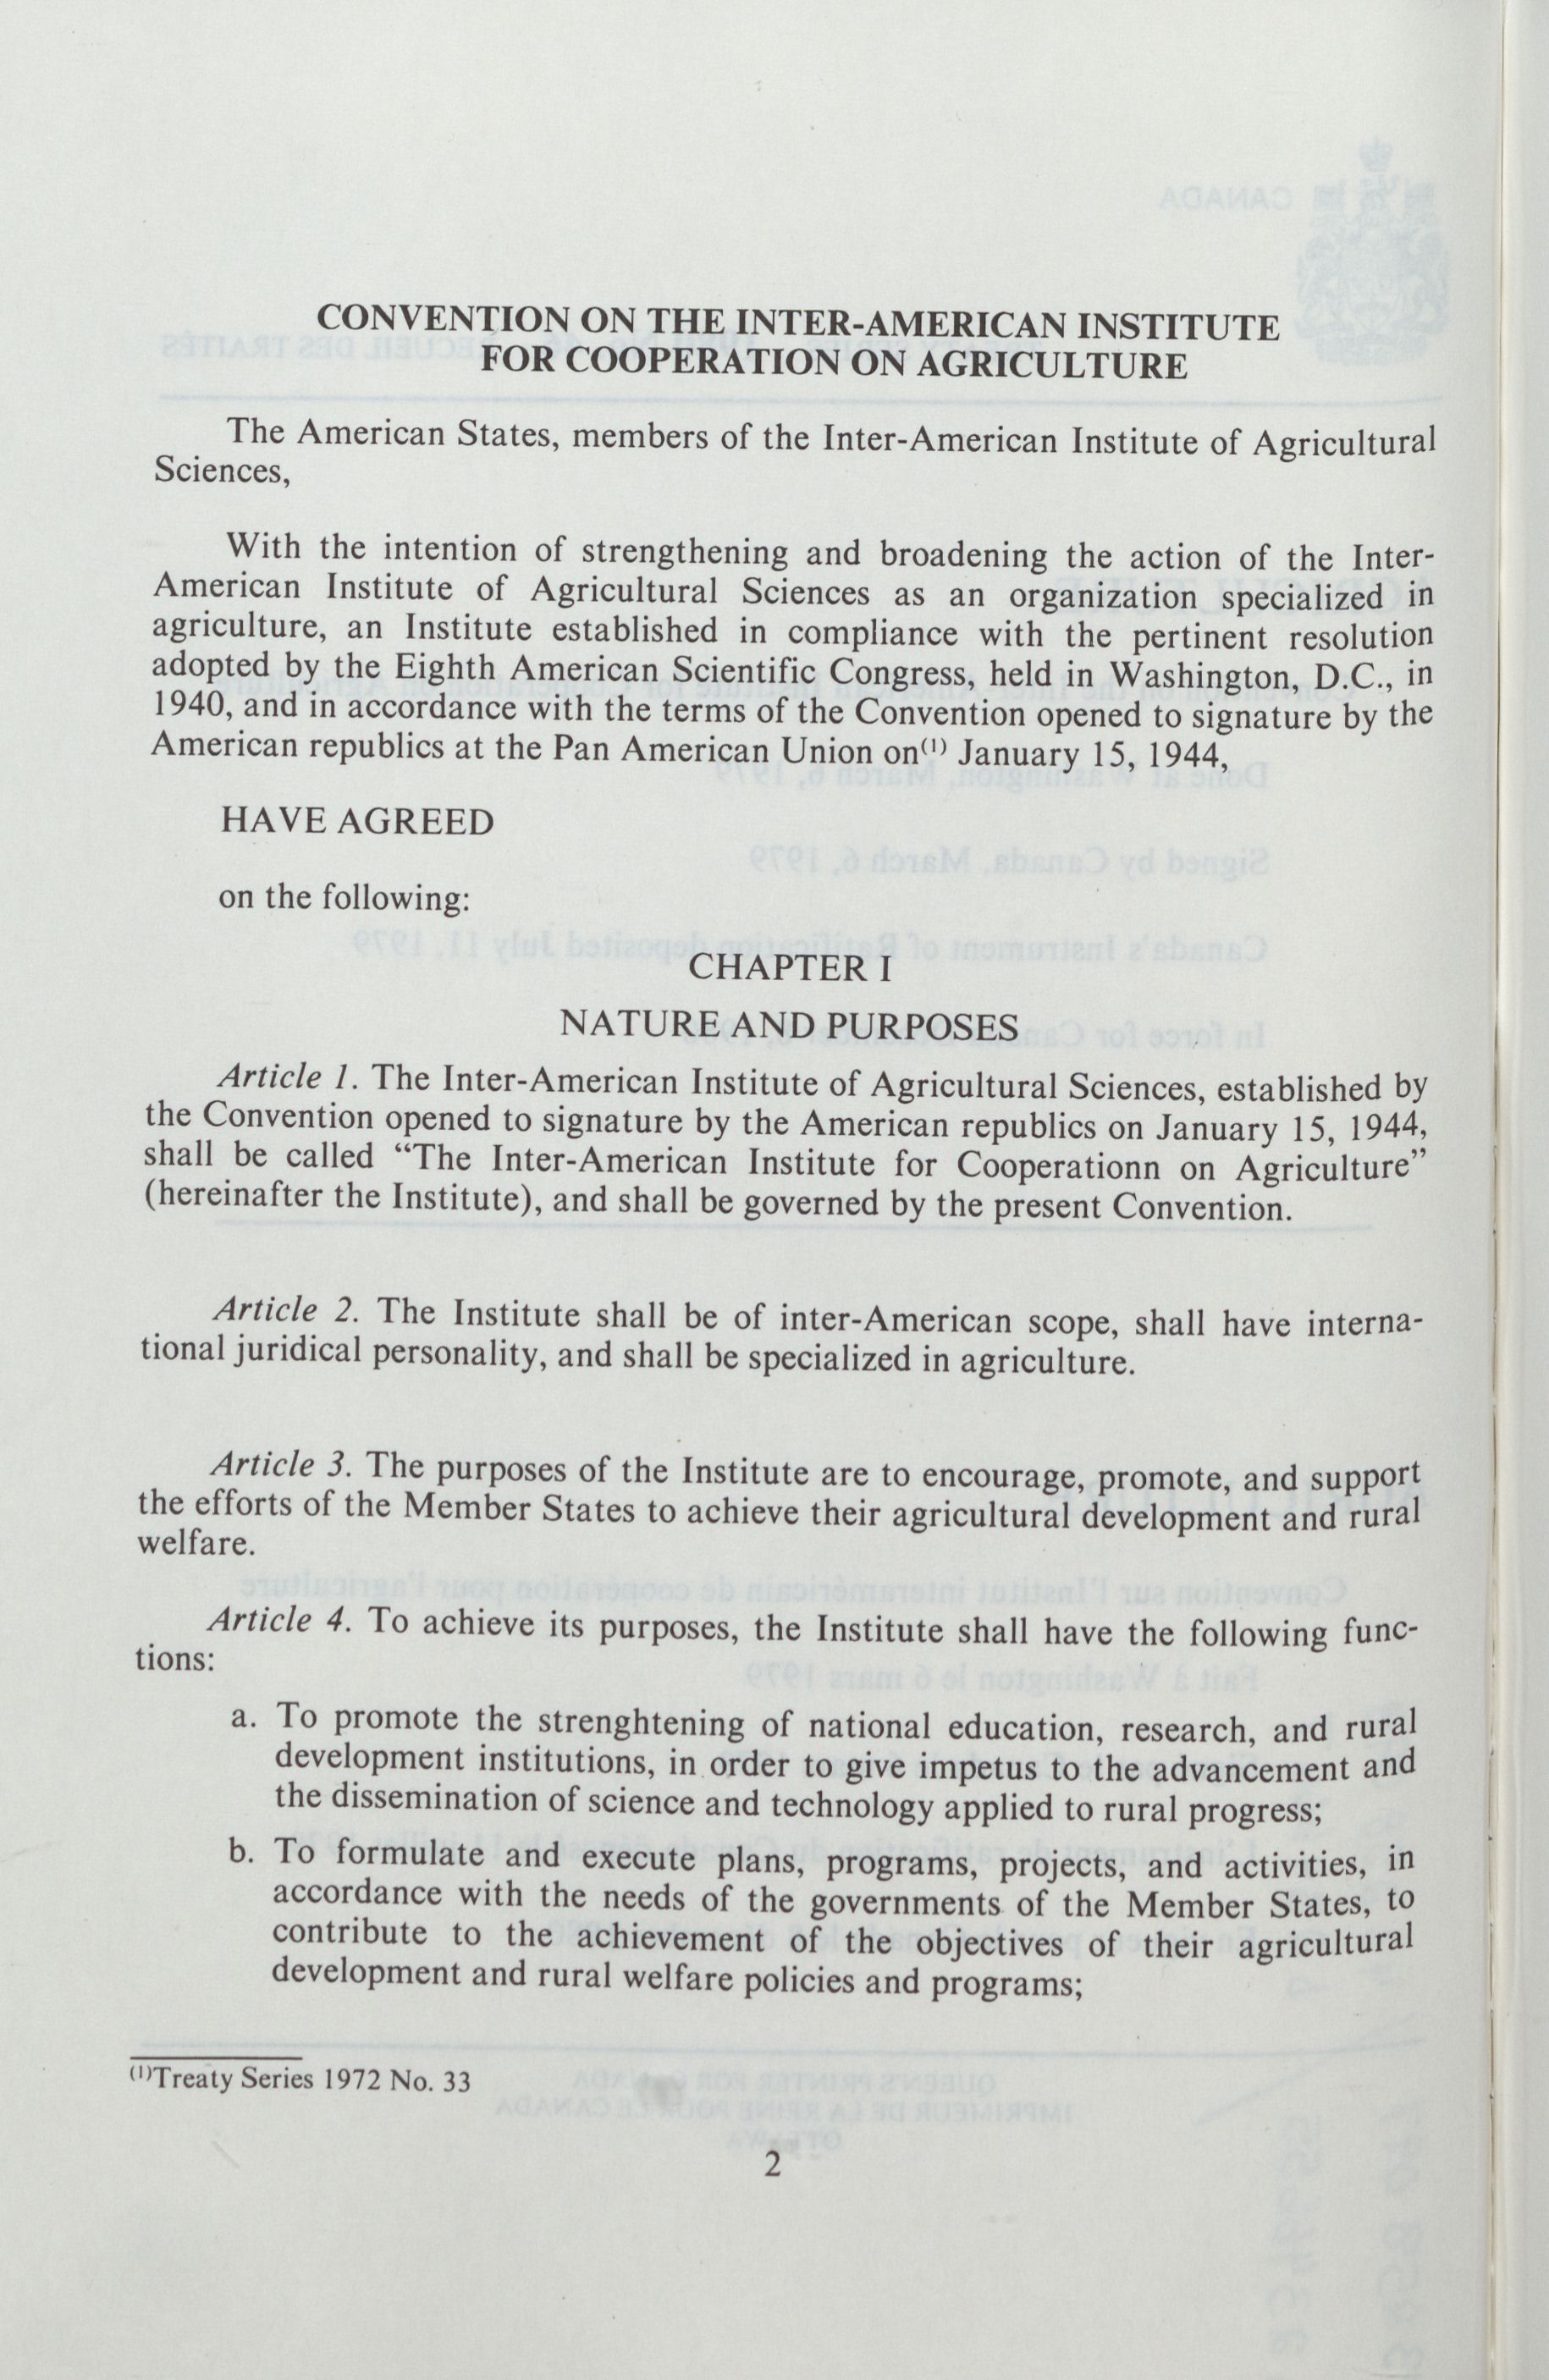 CONVENTION ON THE INTER-AMERICAN INSTITUTE
FOR COOPERATION ON AGRICULTURE
The American States, members of the Inter-American Institute of Agricultural
Sciences,
With the intention of strengthening and broadening the action of the Inter-
American Institute of Agricultural Sciences as an organization specialized in
agriculture, an Institute established in compliance with the pertinent resolution
adopted by the Eighth American Scientific Congress, held in Washington, D.C., in
1940, and in accordance with the terms of the Convention opened to signature by the
American republics at the Pan American Union on(1) January 15, 1944,
HAVE AGREED
on the following:
CHAPTER I
NATURE AND PURPOSES
Article 1. The Inter-American Institute of Agricultural Sciences, established by
the Convention opened to signature by the American republics on January 15, 1944,
shall be called “The Inter-American Institute for Cooperationn on Agriculture”
(hereinafter the Institute), and shall be governed by the present Convention.
Article 2. The Institute shall be of inter-American scope, shall have interna-
tional juridical personality, and shall be specialized in agriculture.
Article 3. The purposes of the Institute are to encourage, promote, and support
the efforts of the Member States to achieve their agricultural development and rural
welfare.
Article 4. To achieve its purposes, the Institute shall have the following func-
tions:
a. To promote the strenghtening of national education, research, and rural
development institutions, in order to give impetus to the advancement and
the dissemination of science and technology applied to rural progress;
b. To formulate and execute plans, programs, projects, and activities, in
accordance with the needs of the governments of the Member States, to
contribute to the achievement of the objectives of their agricultural
development and rural welfare policies and programs;
(1)Treaty Series 1972 No. 33
2